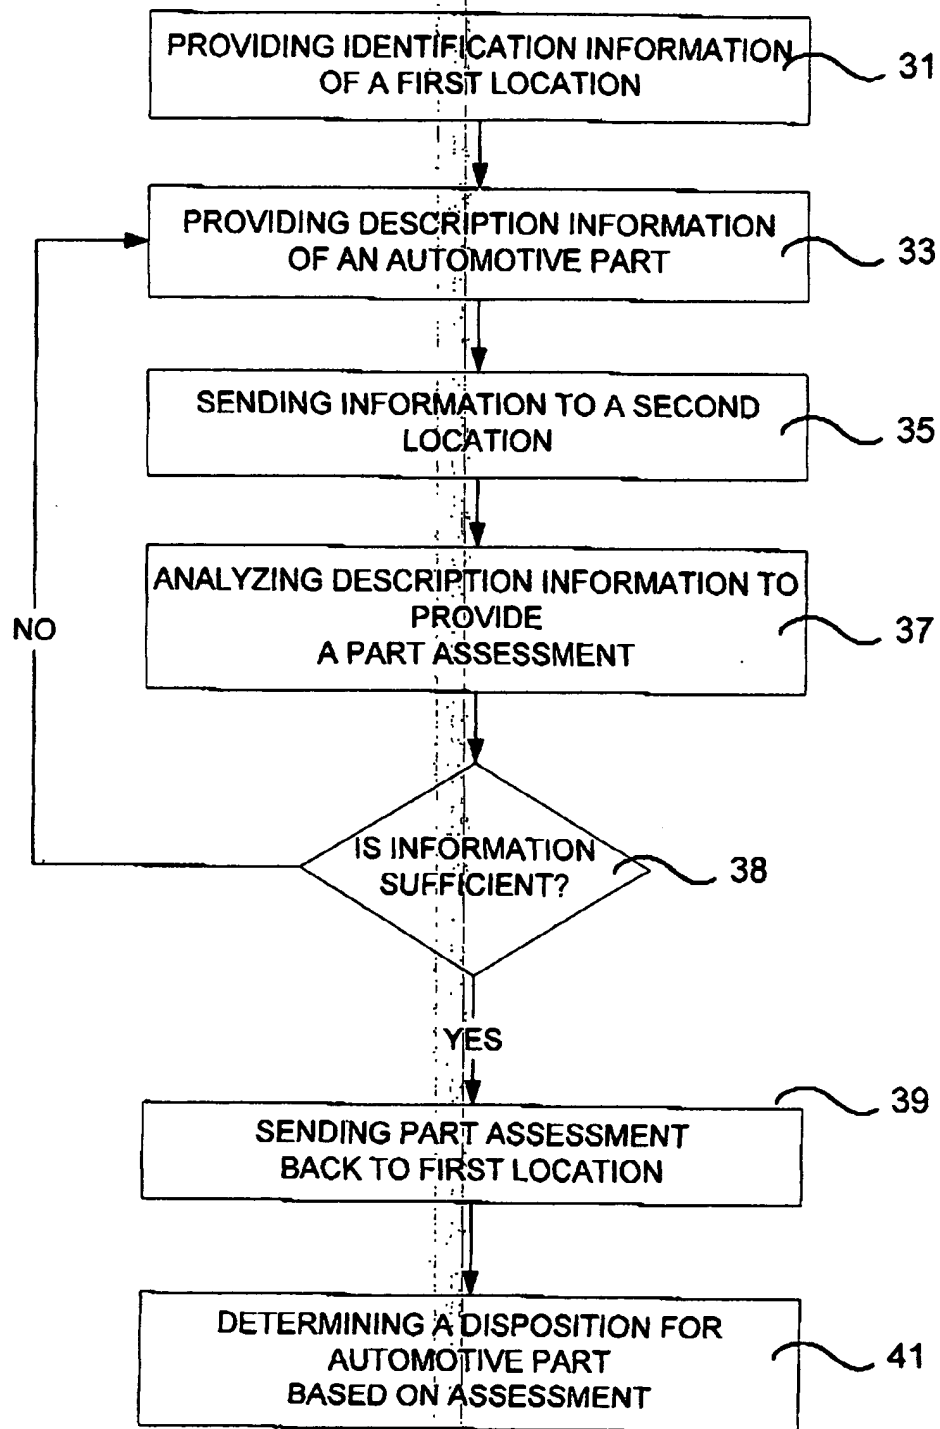 PROVIDING IDENTIFICATION INFORMATION
OF A FIRST LOCATION
31
PROVIDING DESCRIPTION INFORMATION
OF AN AUTOMOTIVE PART
33
SENDING INFORMATION TO A SECOND
LOCATION
35
ANALYZING DESCRIPTION INFORMATION TO
PROVIDE
A PART ASSESSMENT
37
NO
IS INFORMATION
SUFFICIENT?
38
YES
39
SENDING PART ASSESSMENT
BACK TO FIRST LOCATION
DETERMINING A DISPOSITION FOR
AUTOMOTIVE PART
BASED ON ASSESSMENT
41